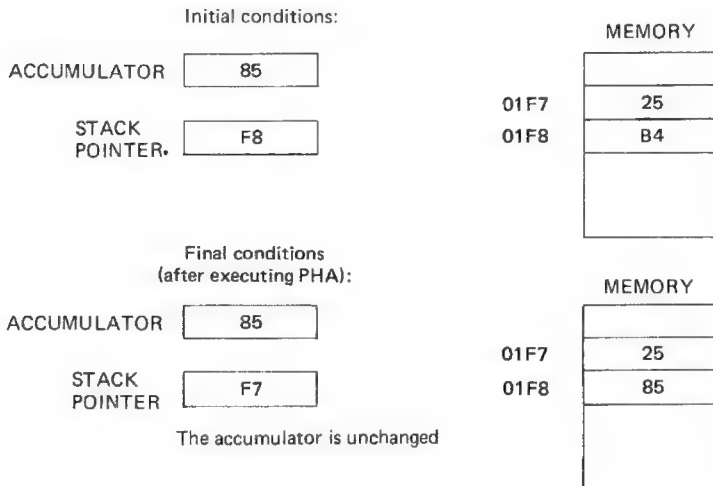 Initial conditions:
MEMORY
ACCUMULATOR 85
01F7 25
STACK
POINTER. F8
01F8 B4
Final conditions
(after executing PHA):
MEMORY
ACCUMULATOR 85
01F7 25
STACK
POINTER F7
01F8 85
The accumulator is unchanged